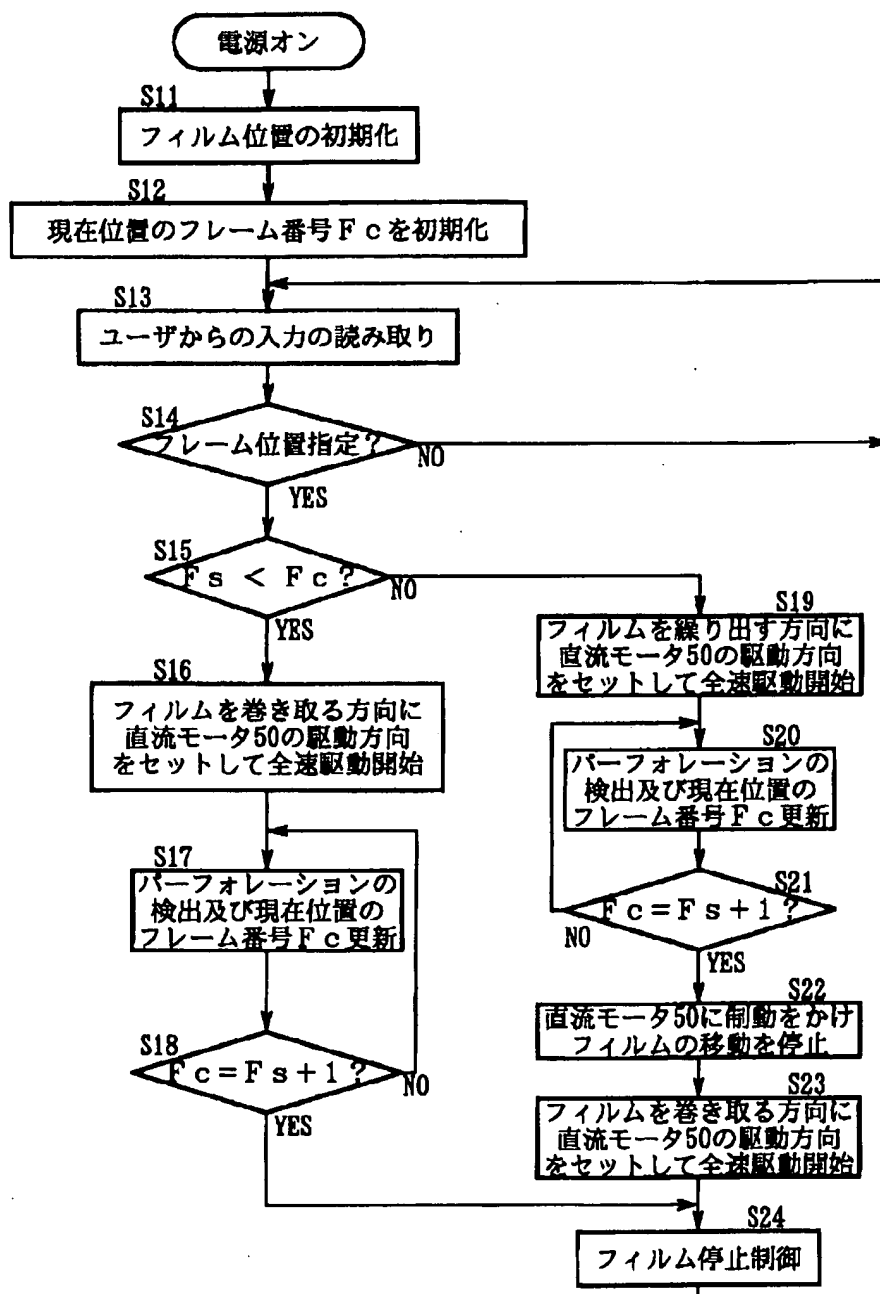 電源オン
S11
フィルム位置の初期化
S12
現在位置のフレーム番号Fcを初期化
S13
ユーザからの入力の読み取り
S14
フレーム位置指定?
NO
YES
S15
Fs < Fc?
NO
YES
S16
フィルムを巻き取る方向に
直流モータ50の駆動方向
をセットして全速駆動開始
S17
パーフォレーションの
検出及び現在位置の
フレーム番号Fc更新
S18
Fc=Fs+1?
NO
YES
S19
フィルムを繰り出す方向に
直流モータ50の駆動方向
をセットして全速駆動開始
S20
パーフォレーションの
検出及び現在位置の
フレーム番号Fc更新
S21
Fc=Fs+1?
NO
YES
S22
直流モータ50に制動をかけ
フィルムの移動を停止
S23
フィルムを巻き取る方向に
直流モータ50の駆動方向
をセットして全速駆動開始
S24
フィルム停止制御